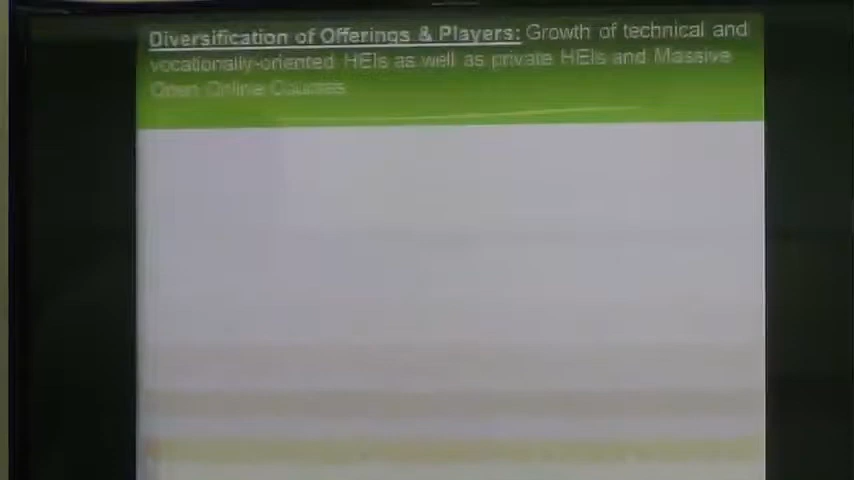 Diversification of Offerings & Players: Growth of technical and
vocationally-oriented HEIs as well as private HEIs and Massive
Open Online Courses